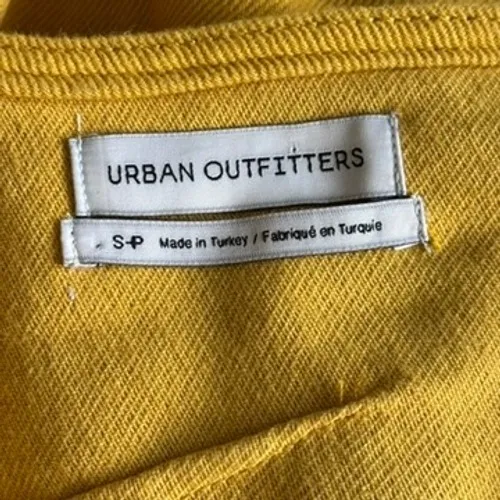 URBAN OUTFITTERS
S-P Made in Turkey / Fabriqué en Turquie